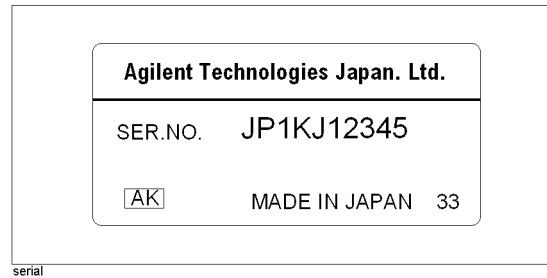 Agilent Technologies Japan. Ltd.
SER.NO. JP1KJ12345
AK MADE IN JAPAN 33
serial